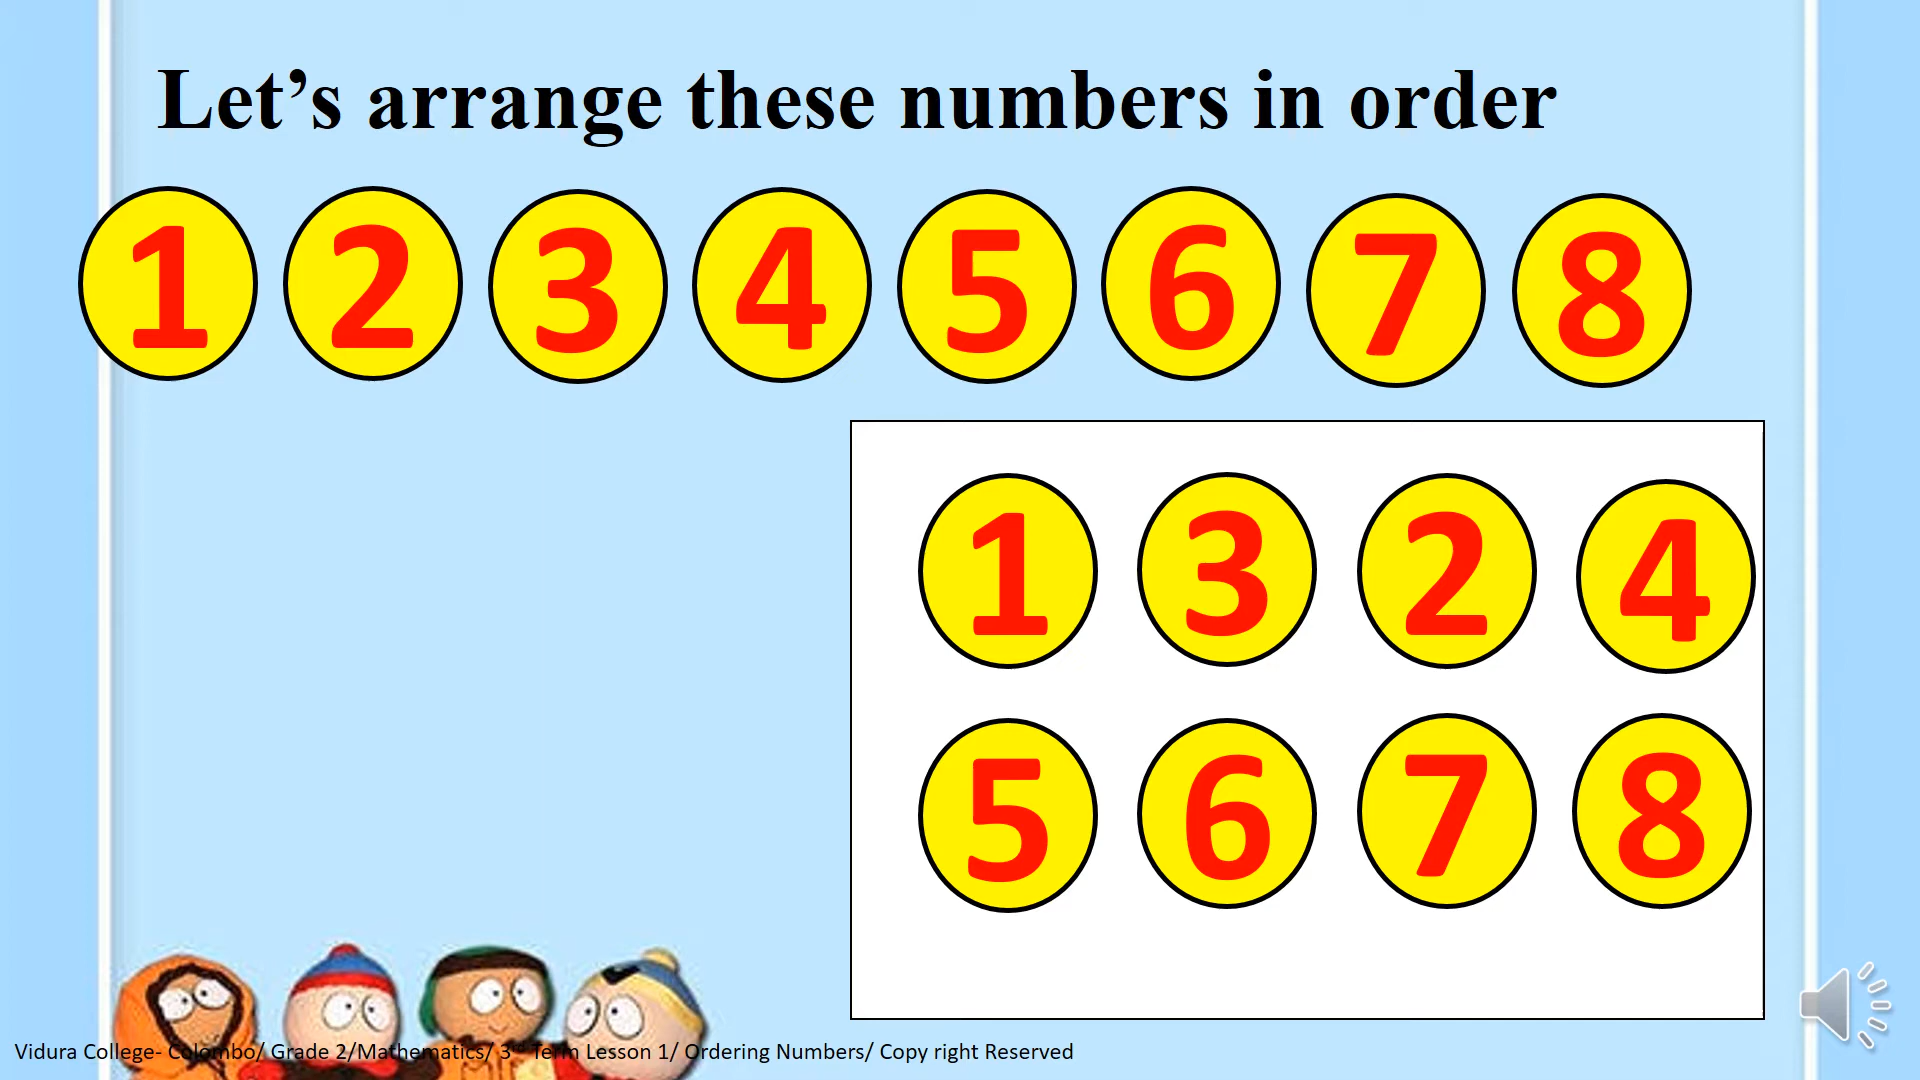 Let’s arrange these numbers in order
1 2 3 4 5 6 7 8
1 3 2 4
5 6 7 8
Vidura College- Colombo/ Grade 2/Mathematics/ 3rd Term Lesson 1/ Ordering Numbers/ Copy right Reserved